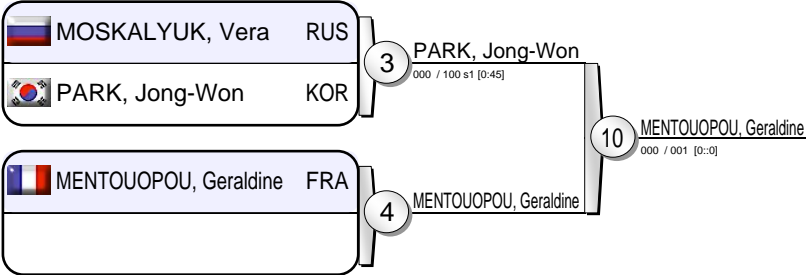 MOSKALYUK, Vera RUS
PARK, Jong-Won KOR
3
PARK, Jong-Won
000 / 100 s1 [0:45]
10
MENTOUOPOU, Geraldine
000 / 001 [0::0]
MENTOUOPOU, Geraldine FRA
4
MENTOUOPOU, Geraldine